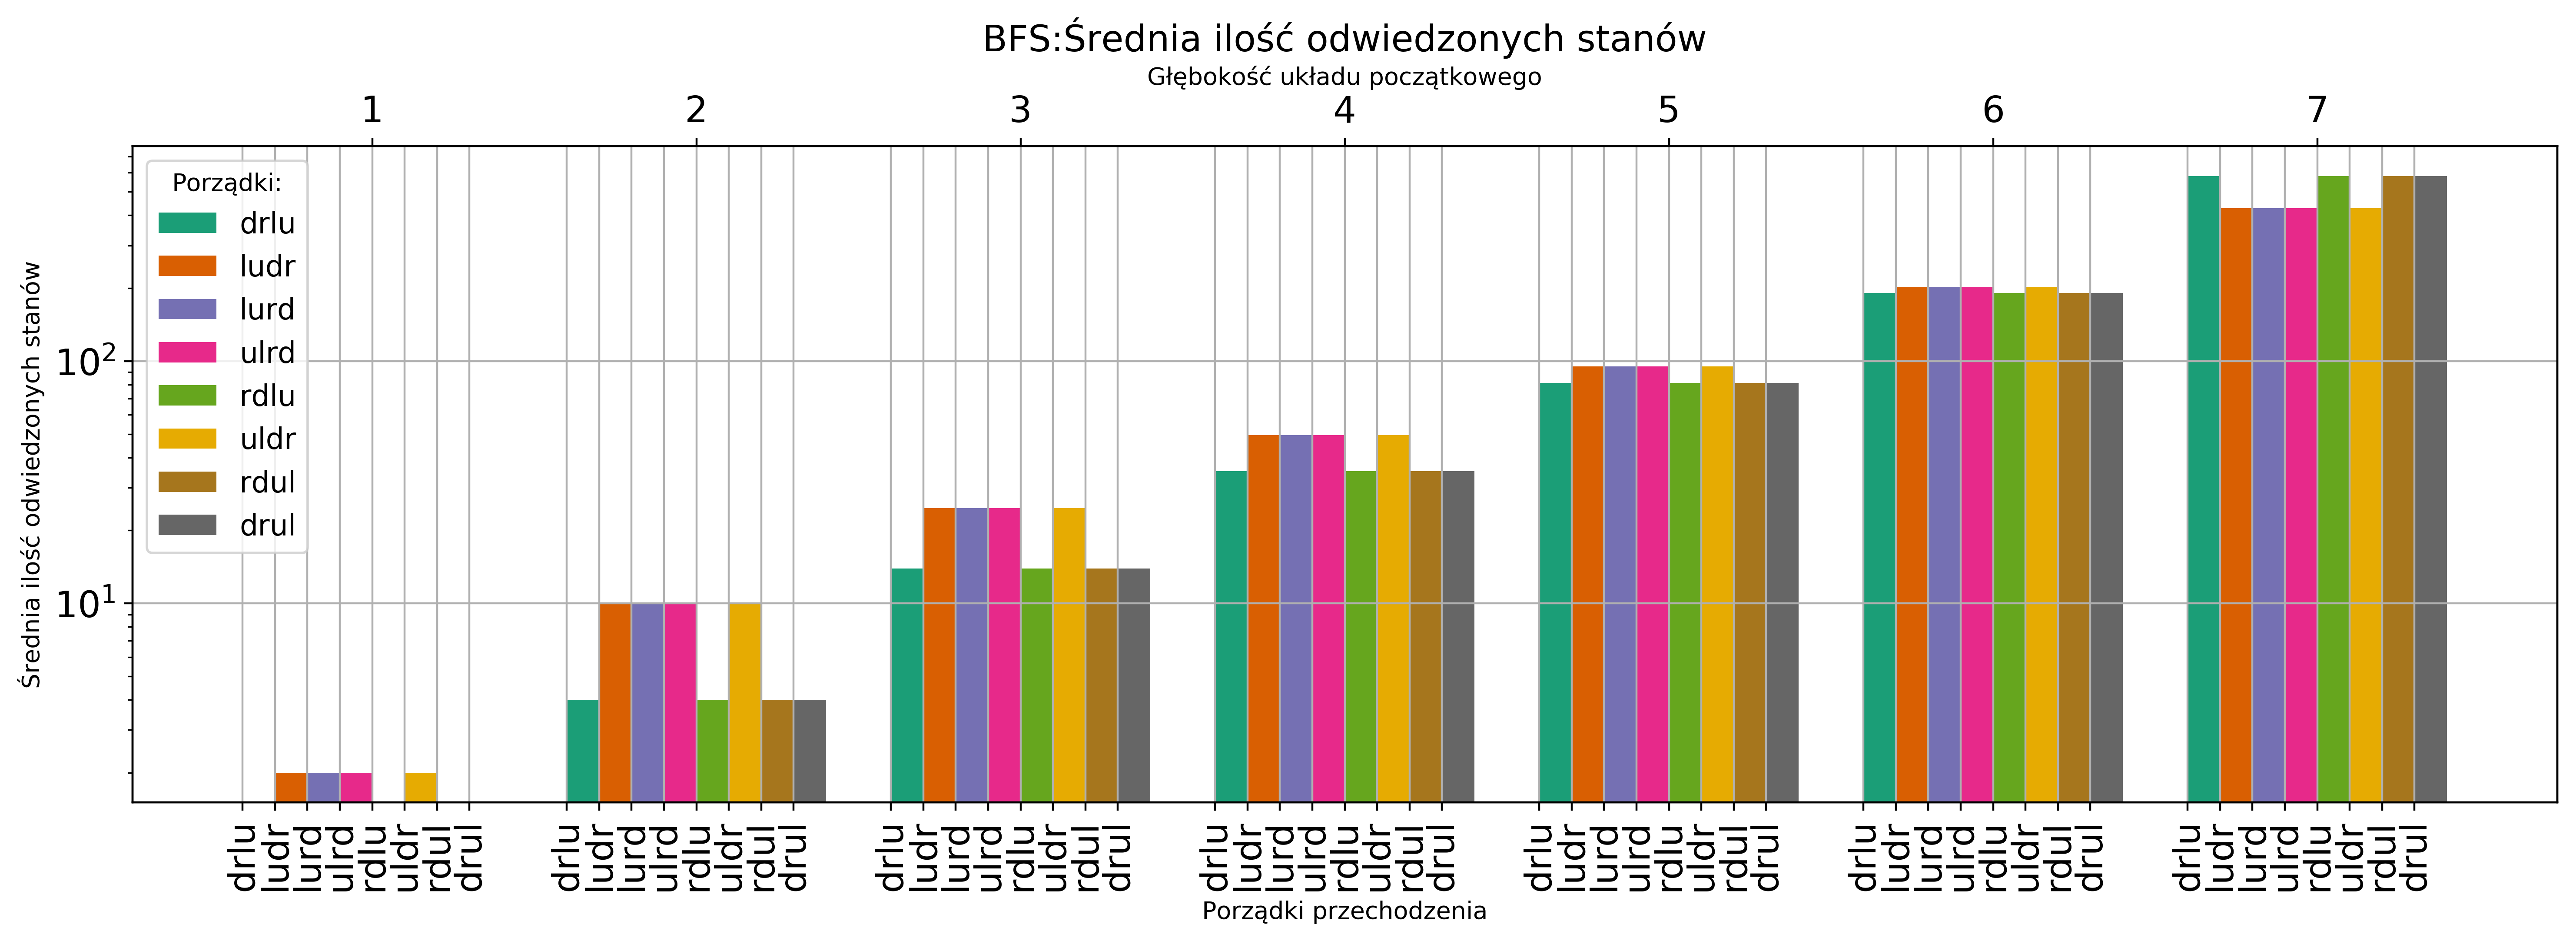 BFS:Średnia ilość odwiedzonych stanów
Głębokość układu początkowego
1 2 3 4 5 6 7
Średnia ilość odwiedzonych stanów
10²
10¹
Porządki:
drlu
ludr
lurd
ulrd
rdlu
uldr
rdul
drul
drlu ludr lurd ulrd rdlu uldr rdul drul drlu ludr lurd ulrd rdlu uldr rdul drul drlu ludr lurd ulrd rdlu uldr rdul drul drlu ludr lurd ulrd rdlu uldr rdul drul drlu ludr lurd ulrd rdlu uldr rdul drul drlu ludr lurd ulrd rdlu uldr rdul drul drlu ludr lurd ulrd rdlu uldr rdul drul
Porządki przechodzenia